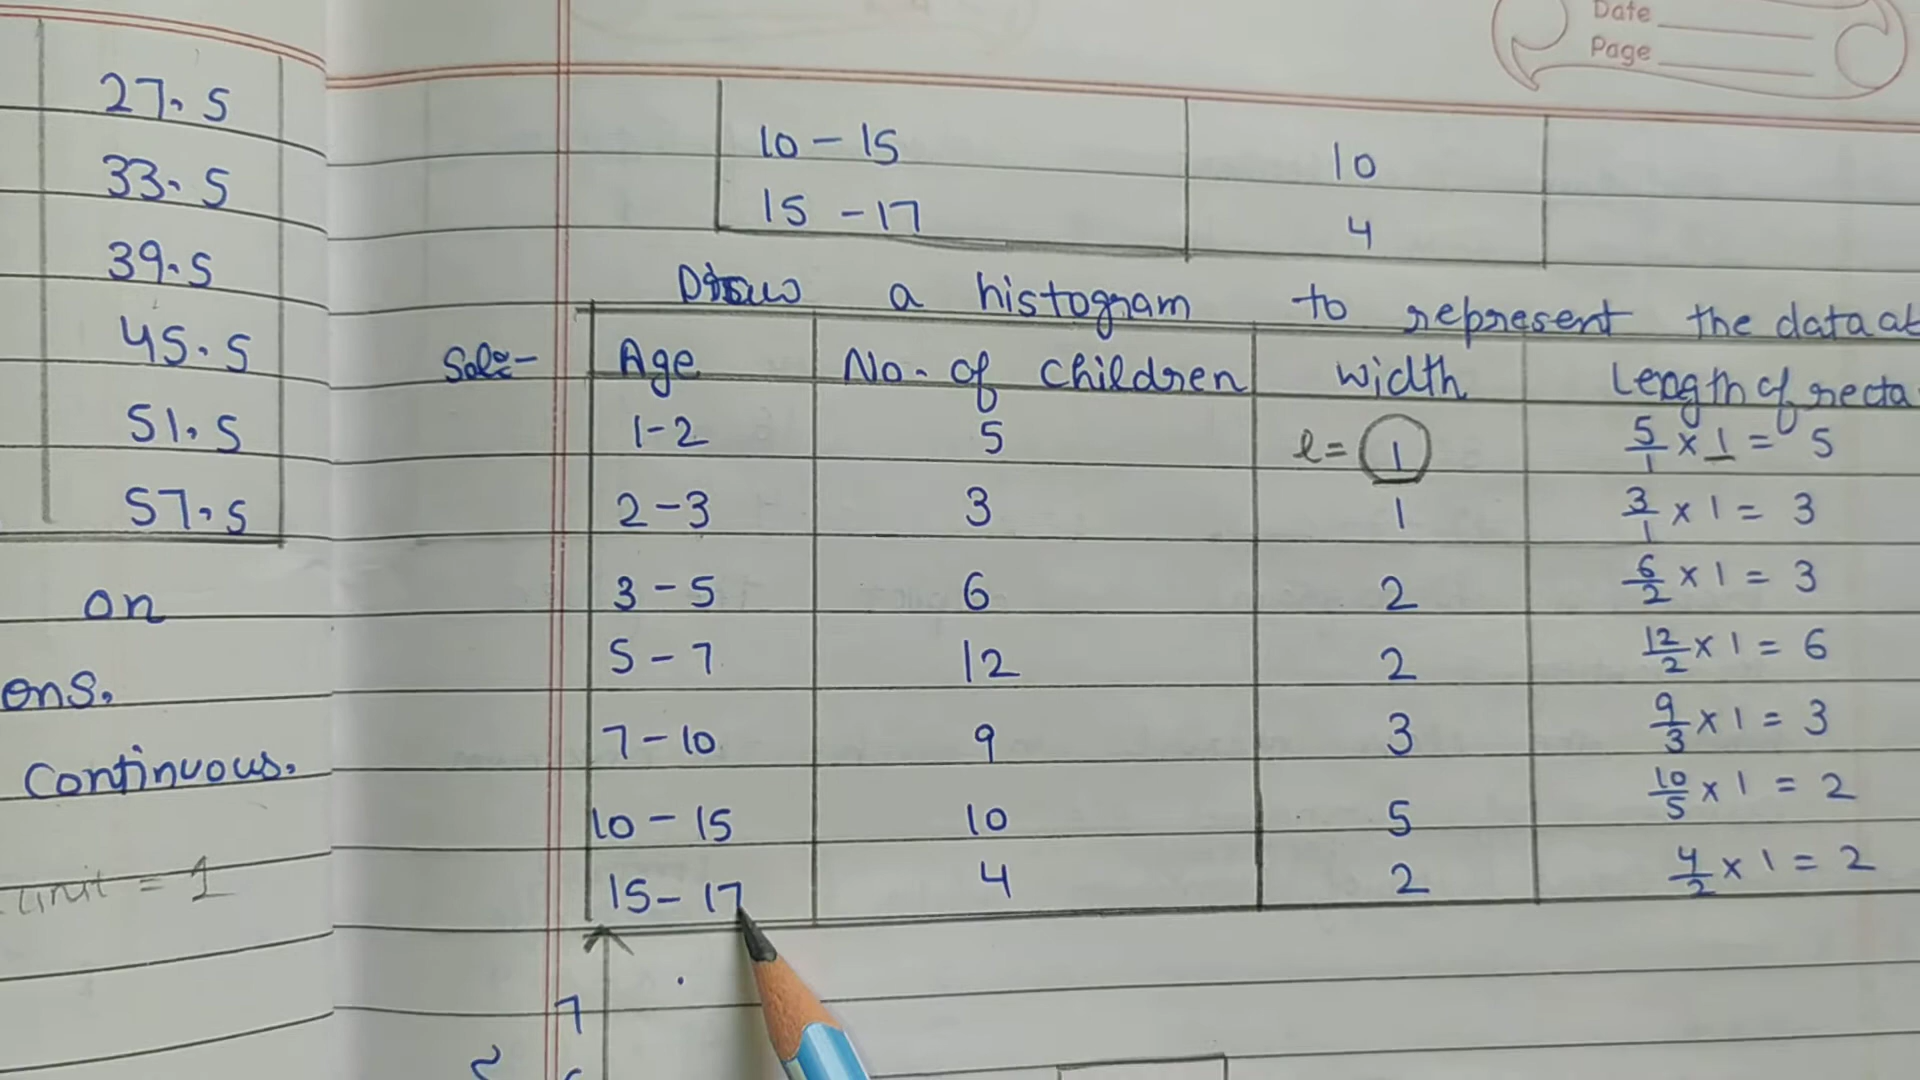 Date
Page
27.5
33.5
39.5
45.5
51.5
57.5
on
ons.
Continuous.
unit = 1
10 - 15 10
15 - 17 4
Draw a histogram to represent the data
Sol:- Age No. of children width Length of recta
1-2 5 l = 1 5/1 × 1 = 5
2-3 3 1 3/1 × 1 = 3
3-5 6 2 6/2 × 1 = 3
5-7 12 2 12/2 × 1 = 6
7-10 9 3 9/3 × 1 = 3
10-15 10 5 10/5 × 1 = 2
15-17 4 2 4/2 × 1 = 2
7